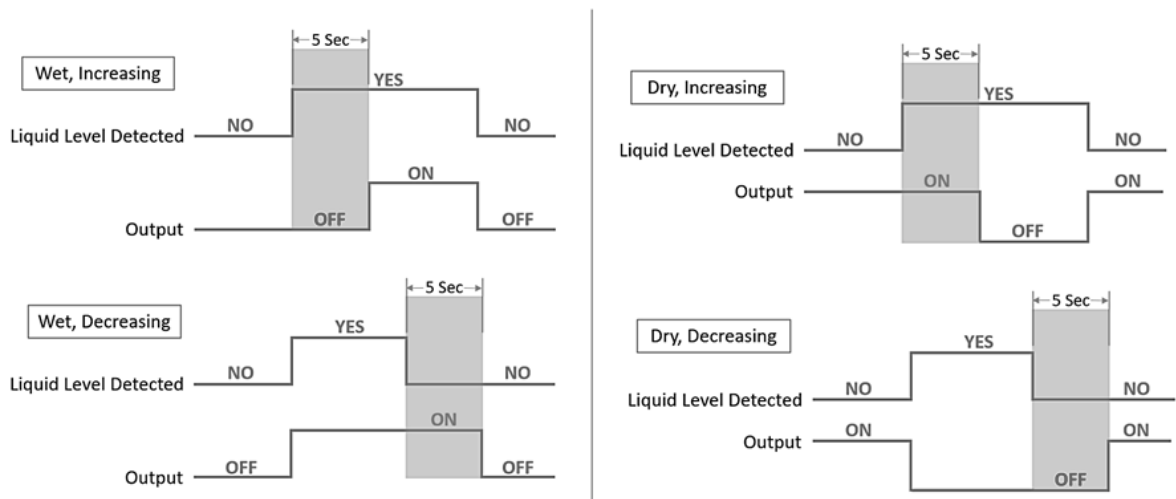 5 Sec
Wet, Increasing
YES
Liquid Level Detected
NO
NO
ON
Output
OFF
OFF
5 Sec
Wet, Decreasing
YES
Liquid Level Detected
NO
NO
ON
Output
OFF
OFF
5 Sec
Dry, Increasing
YES
Liquid Level Detected
NO
NO
Output
ON
ON
OFF
5 Sec
Dry, Decreasing
YES
Liquid Level Detected
NO
NO
Output
ON
ON
OFF